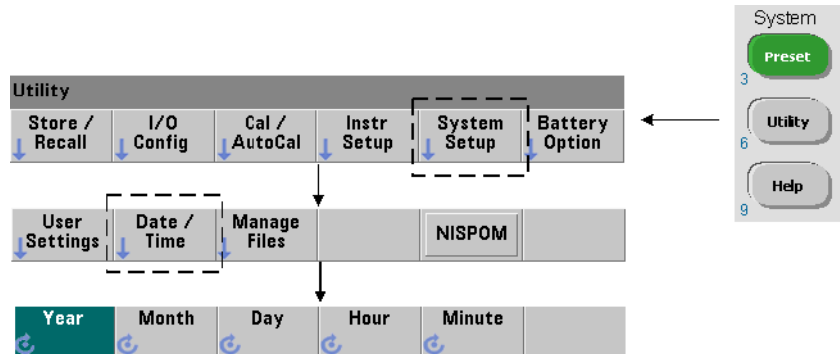 System
Preset
3
Utility
6
Help
9
Utility
Store / Recall
I/O Config
Cal / AutoCal
Instr Setup
System Setup
Battery Option
User Settings
Date / Time
Manage Files
NISPOM
Year
Month
Day
Hour
Minute